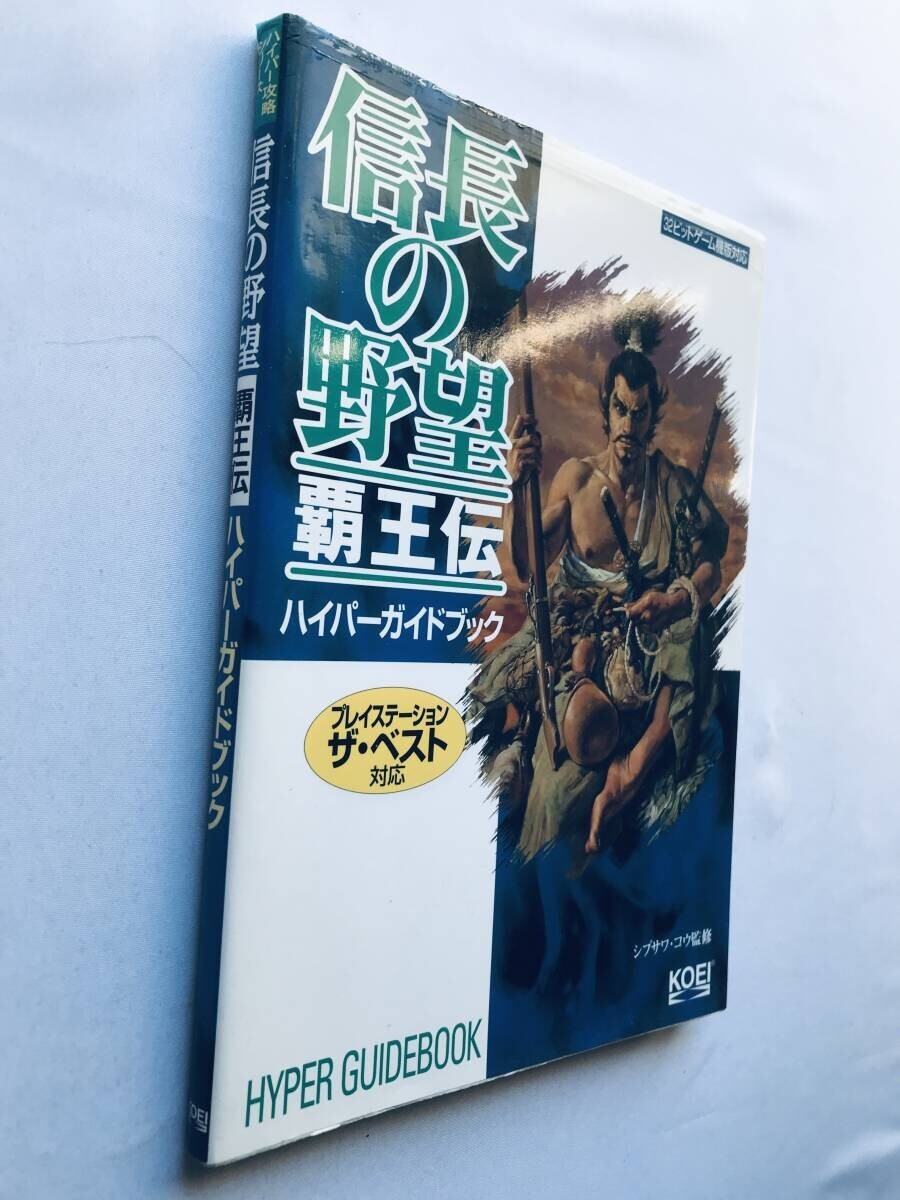 ハイパー攻略シリーズ
信長の野望 覇王伝 ハイパーガイドブック
KOEI
信長
の
野望
覇王伝
ハイパーガイドブック
32ビットゲーム機版対応
プレイステーション
ザ・ベスト
対応
シブサワ・コウ監修
KOEI®
HYPER GUIDEBOOK